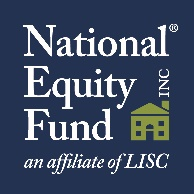 National®
Equity
Fund INC
an affiliate of LISC